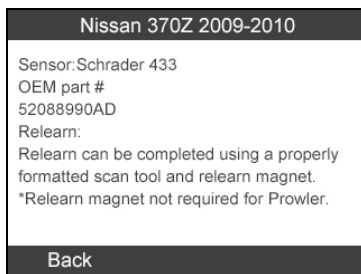 Nissan 370Z 2009-2010
Sensor:Schrader 433
OEM part #
52088990AD
Relearn:
Relearn can be completed using a properly
formatted scan tool and relearn magnet.
*Relearn magnet not required for Prowler.
Back